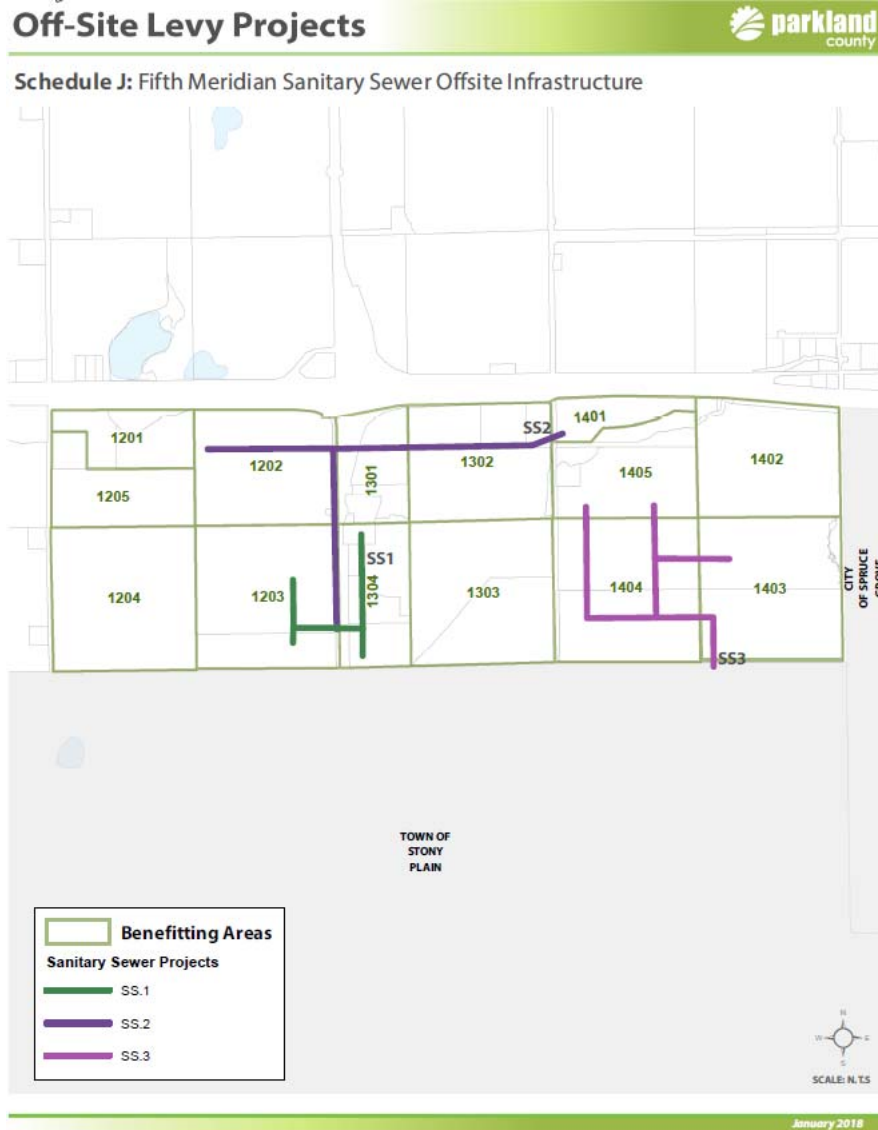 Off-Site Levy Projects
parkland
county
Schedule J: Fifth Meridian Sanitary Sewer Offsite Infrastructure
1201
1202
1205
1301
1302
SS2
1401
1405
1402
1204
1203
SS1
1304
1303
1404
1403
SS3
CITY
OF SPRUCE
GROVE
TOWN OF
STONY
PLAIN
Benefitting Areas
Sanitary Sewer Projects
SS.1
SS.2
SS.3
N
W
E
S
SCALE: N.T.S
January 2018